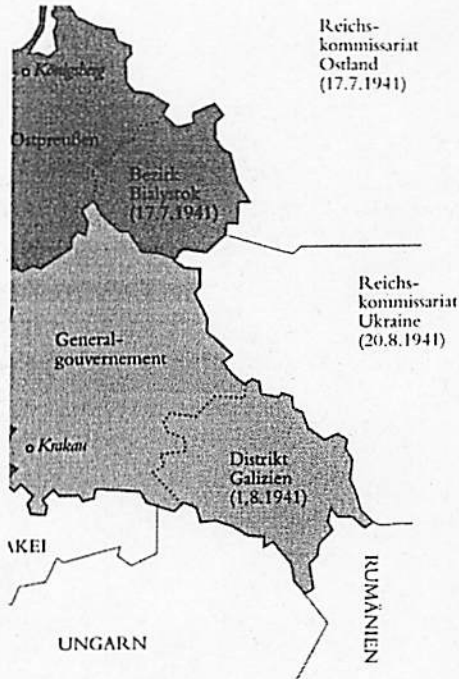 Reichs-
kommissariat
Ostland
(17.7.1941)
Königsberg
Ostpreußen
Bezirk
Bialystok
(17.7.1941)
Reichs-
kommissariat
Ukraine
(20.8.1941)
General-
gouvernement
Krakau
Distrikt
Galizien
(1.8.1941)
AKEI
RUMÄNIEN
UNGARN